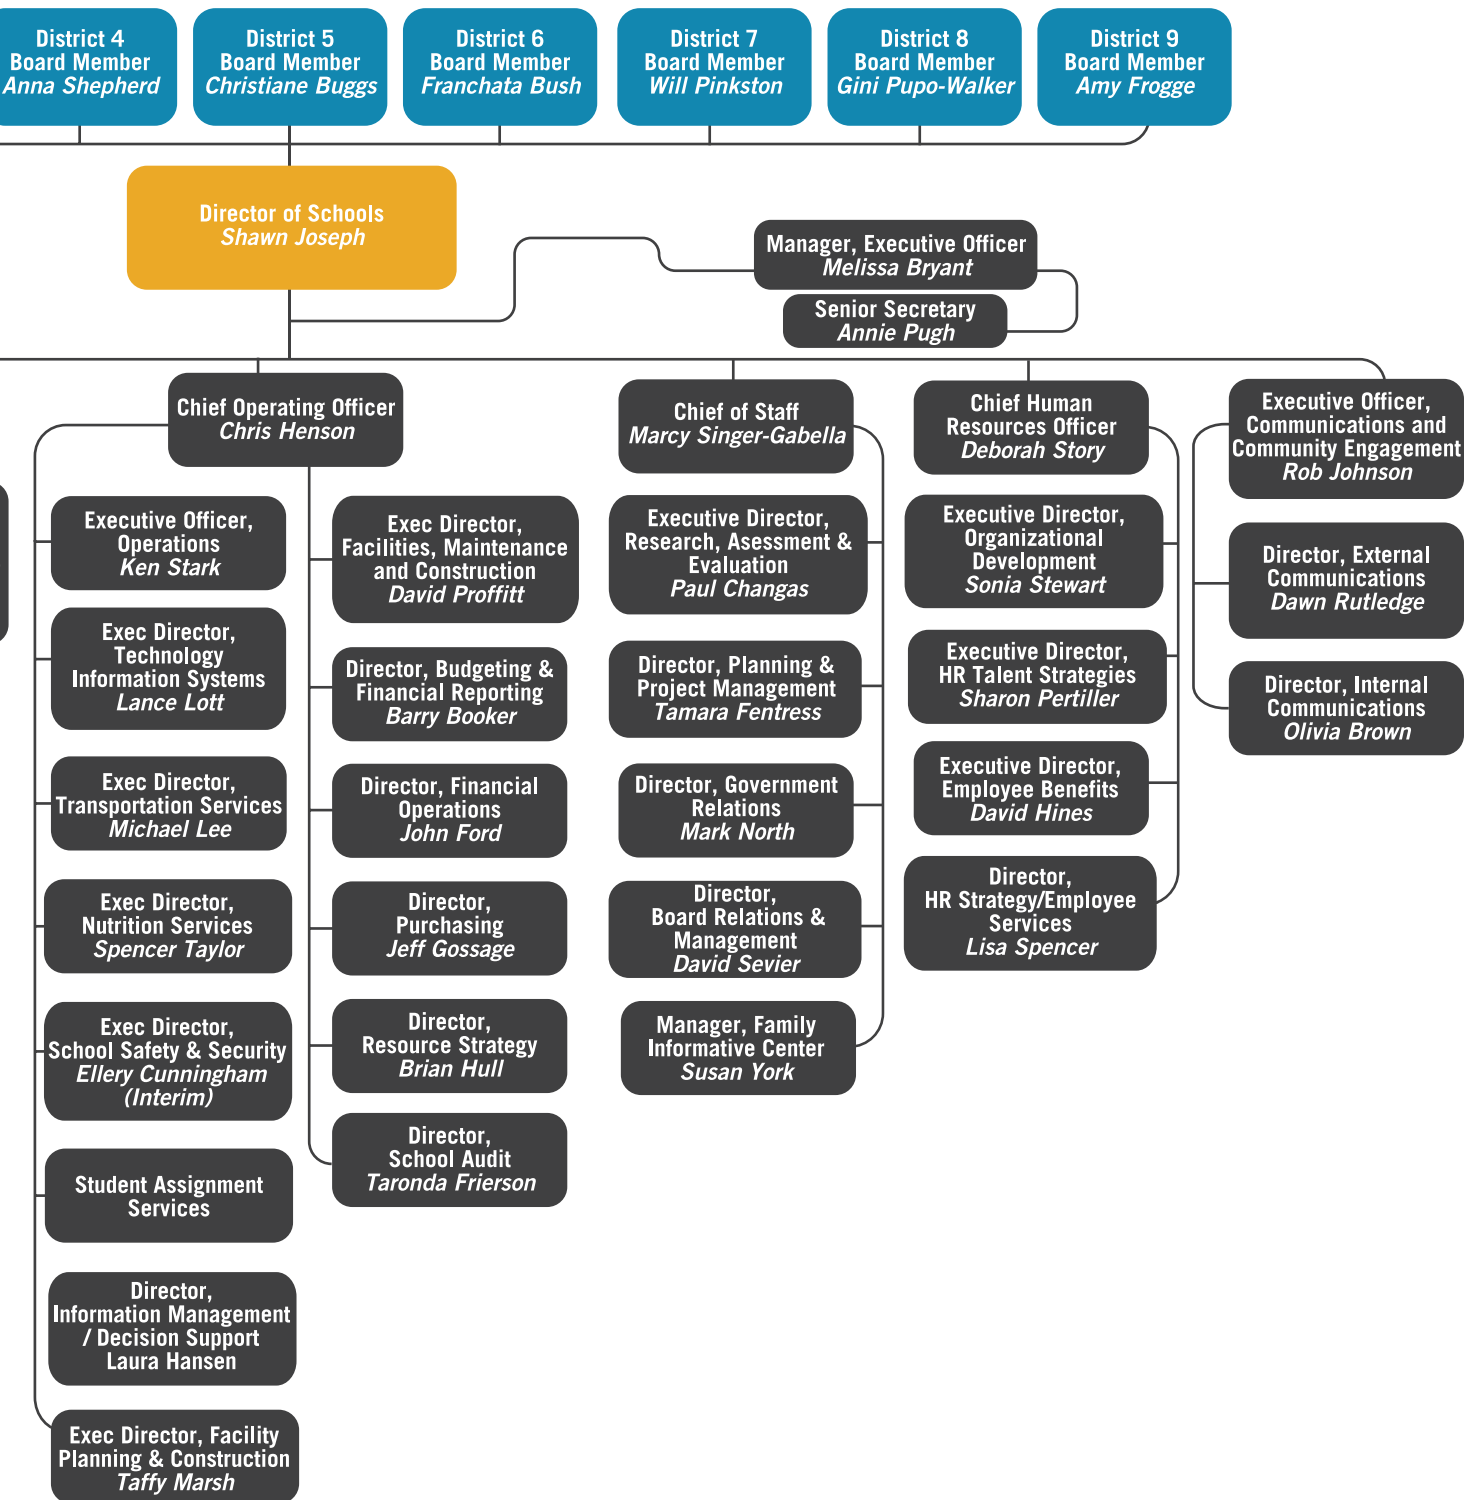 District 4
Board Member
Anna Shepherd
District 5
Board Member
Christiane Buggs
District 6
Board Member
Franchata Bush
District 7
Board Member
Will Pinkston
District 8
Board Member
Gini Pupo-Walker
District 9
Board Member
Amy Frogge
Director of Schools
Shawn Joseph
Manager, Executive Officer
Melissa Bryant
Senior Secretary
Annie Pugh
Chief Operating Officer
Chris Henson
Executive Officer,
Operations
Ken Stark
Exec Director,
Technology
Information Systems
Lance Lott
Exec Director,
Transportation Services
Michael Lee
Exec Director,
Nutrition Services
Spencer Taylor
Exec Director,
School Safety & Security
Ellery Cunningham
(Interim)
Student Assignment
Services
Director,
Information Management
/ Decision Support
Laura Hansen
Exec Director, Facility
Planning & Construction
Taffy Marsh
Exec Director,
Facilities, Maintenance
and Construction
David Proffitt
Director, Budgeting &
Financial Reporting
Barry Booker
Director, Financial
Operations
John Ford
Director,
Purchasing
Jeff Gossage
Director,
Resource Strategy
Brian Hull
Director,
School Audit
Taronda Frierson
Chief of Staff
Marcy Singer-Gabella
Executive Director,
Research, Asessment &
Evaluation
Paul Changas
Director, Planning &
Project Management
Tamara Fentress
Director, Government
Relations
Mark North
Director,
Board Relations &
Management
David Sevier
Manager, Family
Informative Center
Susan York
Chief Human
Resources Officer
Deborah Story
Executive Director,
Organizational
Development
Sonia Stewart
Executive Director,
HR Talent Strategies
Sharon Pertiller
Executive Director,
Employee Benefits
David Hines
Director,
HR Strategy/Employee
Services
Lisa Spencer
Executive Officer,
Communications and
Community Engagement
Rob Johnson
Director, External
Communications
Dawn Rutledge
Director, Internal
Communications
Olivia Brown